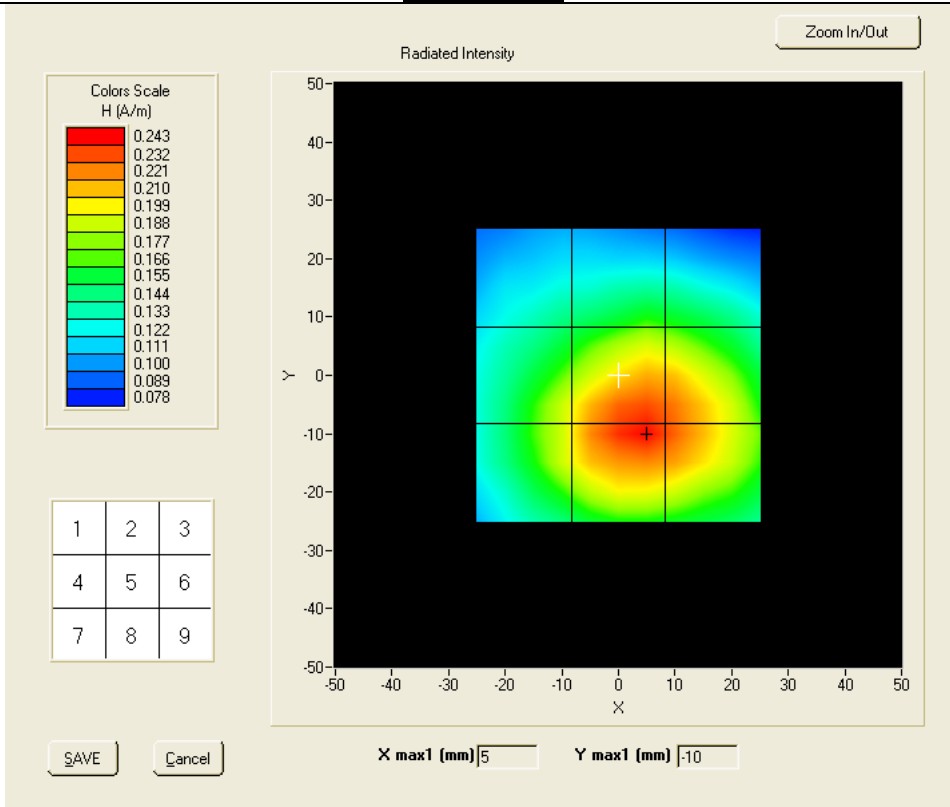 Zoom In/Out
Radiated Intensity
Colors Scale
H (A/m)
0.243
0.232
0.221
0.210
0.199
0.188
0.177
0.166
0.155
0.144
0.133
0.122
0.111
0.100
0.089
0.078
50
40
30
20
10
0
-10
-20
-30
-40
-50
Y
-50 -40 -30 -20 -10 0 10 20 30 40 50
X
1 2 3
4 5 6
7 8 9
SAVE Cancel
X max1 (mm) 5 Y max1 (mm) -10